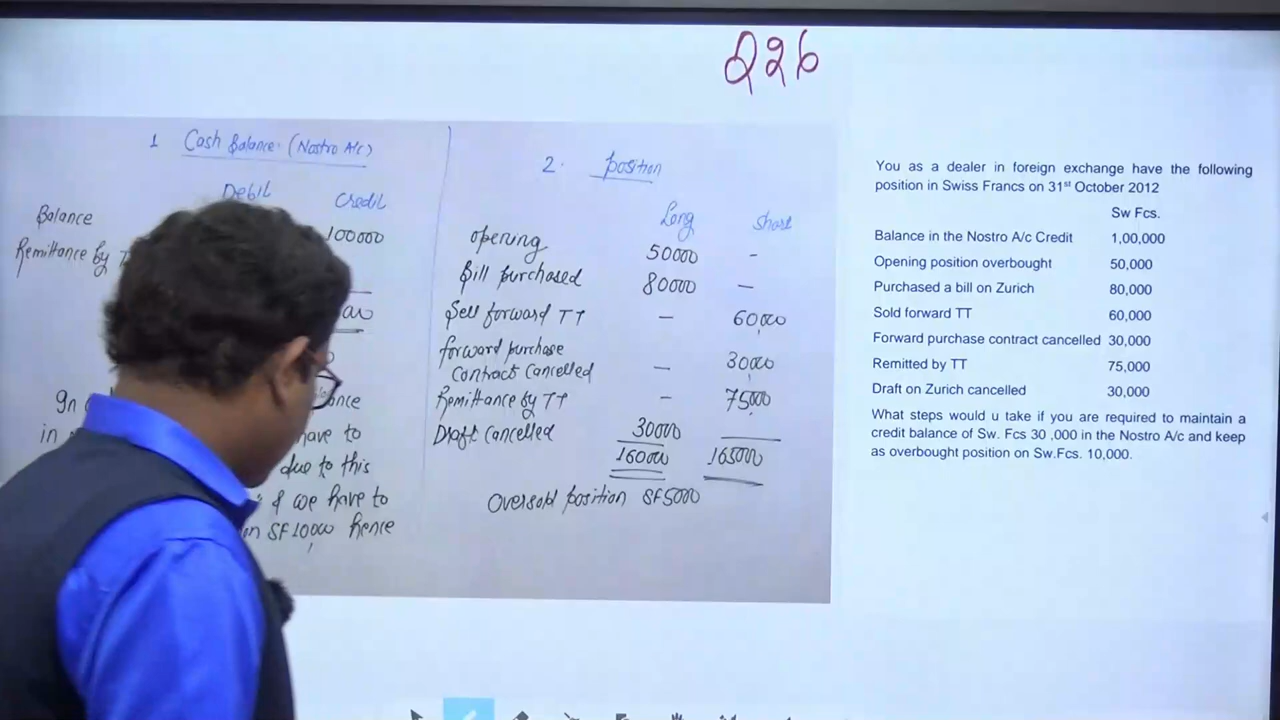 Q26
1 Cash Balance. (Nostro A/c)
Debit Credit
Balance 100000
Remittance by
In
in have to
due to this
& we have to
SF 10000 hence
2. position
Long Short
opening 50000 -
Bill purchased 80000 -
Sell forward TT - 60,000
forward purchase
Contract Cancelled - 30000
Remittance by TT - 75000
Draft Cancelled 30000
160000 165000
Oversold position SF5000
You as a dealer in foreign exchange have the following
position in Swiss Francs on 31st October 2012
Sw Fcs.
Balance in the Nostro A/c Credit 1,00,000
Opening position overbought 50,000
Purchased a bill on Zurich 80,000
Sold forward TT 60,000
Forward purchase contract cancelled 30,000
Remitted by TT 75,000
Draft on Zurich cancelled 30,000
What steps would u take if you are required to maintain a
credit balance of Sw. Fcs 30 ,000 in the Nostro A/c and keep
as overbought position on Sw.Fcs. 10,000.